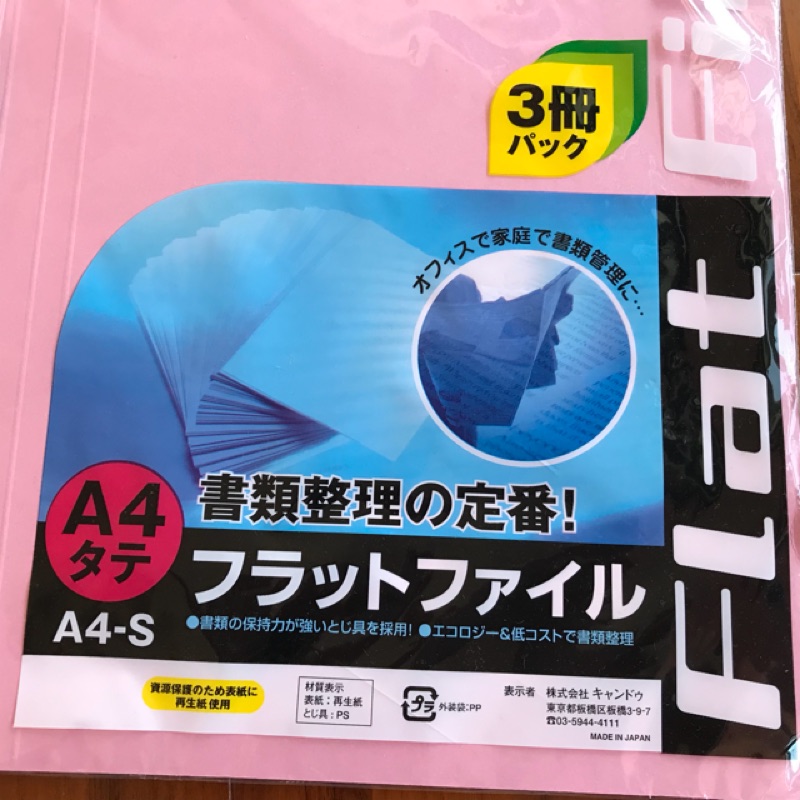 3冊
パック
オフィスで家庭で書類管理に…
書類整理の定番!
A4
タテ
フラットファイル
A4-S
●書類の保持力が強いとじ具を採用! ●エコロジー&低コストで書類整理
資源保護のため表紙に
再生紙使用
材質表示
表紙:再生紙
とじ具:PS
プラ
外装袋:PP
表示者 株式会社 キャンドゥ
東京都板橋区板橋3-9-7
☎03-5944-4111
MADE IN JAPAN
Flat Fi